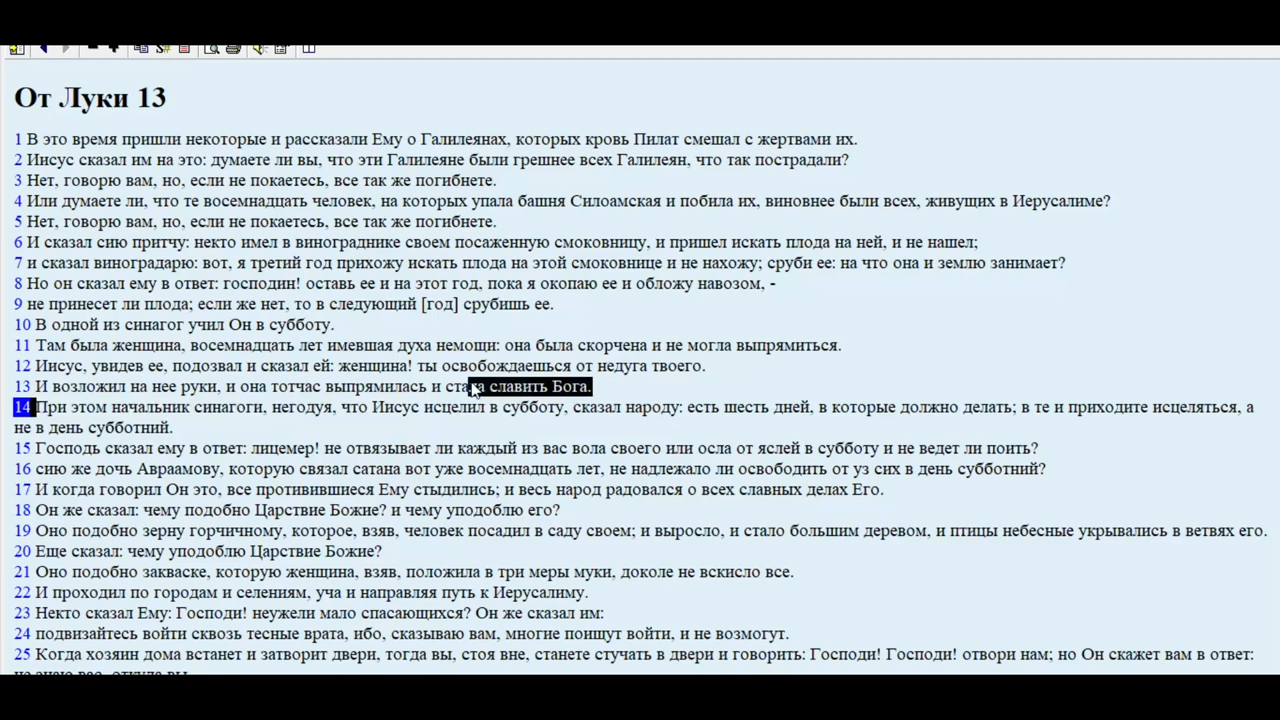 От Луки 13
1 В это время пришли некоторые и рассказали Ему о Галилеянах, которых кровь Пилат смешал с жертвами их.
2 Иисус сказал им на это: думаете ли вы, что эти Галилеяне были грешнее всех Галилеян, что так пострадали?
3 Нет, говорю вам, но, если не покаетесь, все так же погибнете.
4 Или думаете ли, что те восемнадцать человек, на которых упала башня Силоамская и побила их, виновнее были всех, живущих в Иерусалиме?
5 Нет, говорю вам, но, если не покаетесь, все так же погибнете.
6 И сказал сию притчу: некто имел в винограднике своем посаженную смоковницу, и пришел искать плода на ней, и не нашел;
7 и сказал виноградарю: вот, я третий год прихожу искать плода на этой смоковнице и не нахожу; сруби ее: на что она и землю занимает?
8 Но он сказал ему в ответ: господин! оставь ее и на этот год, пока я окопаю ее и обложу навозом, -
9 не принесет ли плода; если же нет, то в следующий [год] срубишь ее.
10 В одной из синагог учил Он в субботу.
11 Там была женщина, восемнадцать лет имевшая духа немощи: она была скорчена и не могла выпрямиться.
12 Иисус, увидев ее, подозвал и сказал ей: женщина! ты освобождаешься от недуга твоего.
13 И возложил на нее руки, и она тотчас выпрямилась и стала славить Бога.
14 При этом начальник синагоги, негодуя, что Иисус исцелил в субботу, сказал народу: есть шесть дней, в которые должно делать; в те и приходите исцеляться, а
не в день субботний.
15 Господь сказал ему в ответ: лицемер! не отвязывает ли каждый из вас вола своего или осла от яслей в субботу и не ведет ли поить?
16 сию же дочь Авраамову, которую связал сатана вот уже восемнадцать лет, не надлежало ли освободить от уз сих в день субботний?
17 И когда говорил Он это, все противившиеся Ему стыдились; и весь народ радовался о всех славных делах Его.
18 Он же сказал: чему подобно Царствие Божие? и чему уподоблю его?
19 Оно подобно зерну горчичному, которое, взяв, человек посадил в саду своем; и выросло, и стало большим деревом, и птицы небесные укрывались в ветвях его.
20 Еще сказал: чему уподоблю Царствие Божие?
21 Оно подобно закваске, которую женщина, взяв, положила в три меры муки, доколе не вскисло все.
22 И проходил по городам и селениям, уча и направляя путь к Иерусалиму.
23 Некто сказал Ему: Господи! неужели мало спасающихся? Он же сказал им:
24 подвизайтесь войти сквозь тесные врата, ибо, сказываю вам, многие поищут войти, и не возмогут.
25 Когда хозяин дома встанет и затворит двери, тогда вы, стоя вне, станете стучать в двери и говорить: Господи! Господи! отвори нам; но Он скажет вам в ответ: